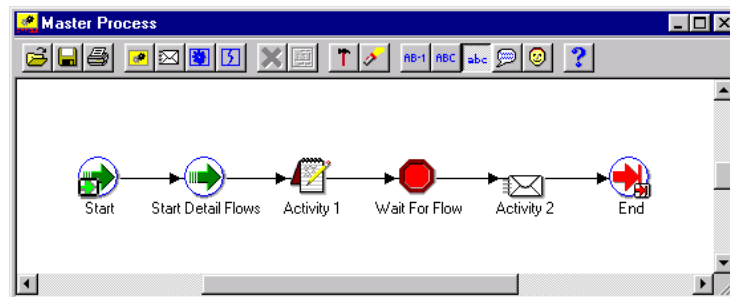 Master Process
AB-1 ABC abc ?
Start Start Detail Flows Activity 1 Wait For Flow Activity 2 End